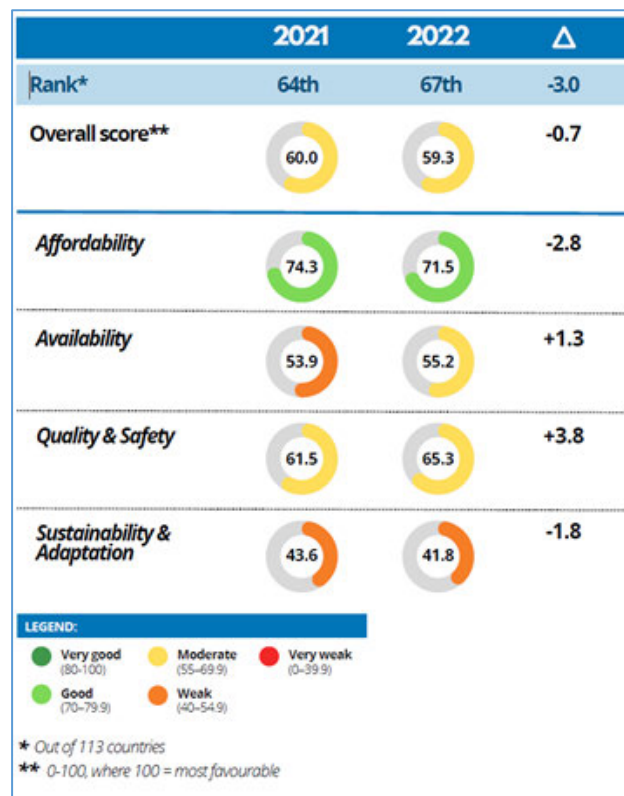 2021 2022 Δ
Rank* 64th 67th -3.0
Overall score** 60.0 59.3 -0.7
Affordability 74.3 71.5 -2.8
Availability 53.9 55.2 +1.3
Quality & Safety 61.5 65.3 +3.8
Sustainability &
Adaptation 43.6 41.8 -1.8
LEGEND:
Very good Moderate Very weak
(80-100) (55–69.9) (0–39.9)
Good Weak
(70–79.9) (40–54.9)
* Out of 113 countries
** 0-100, where 100 = most favourable